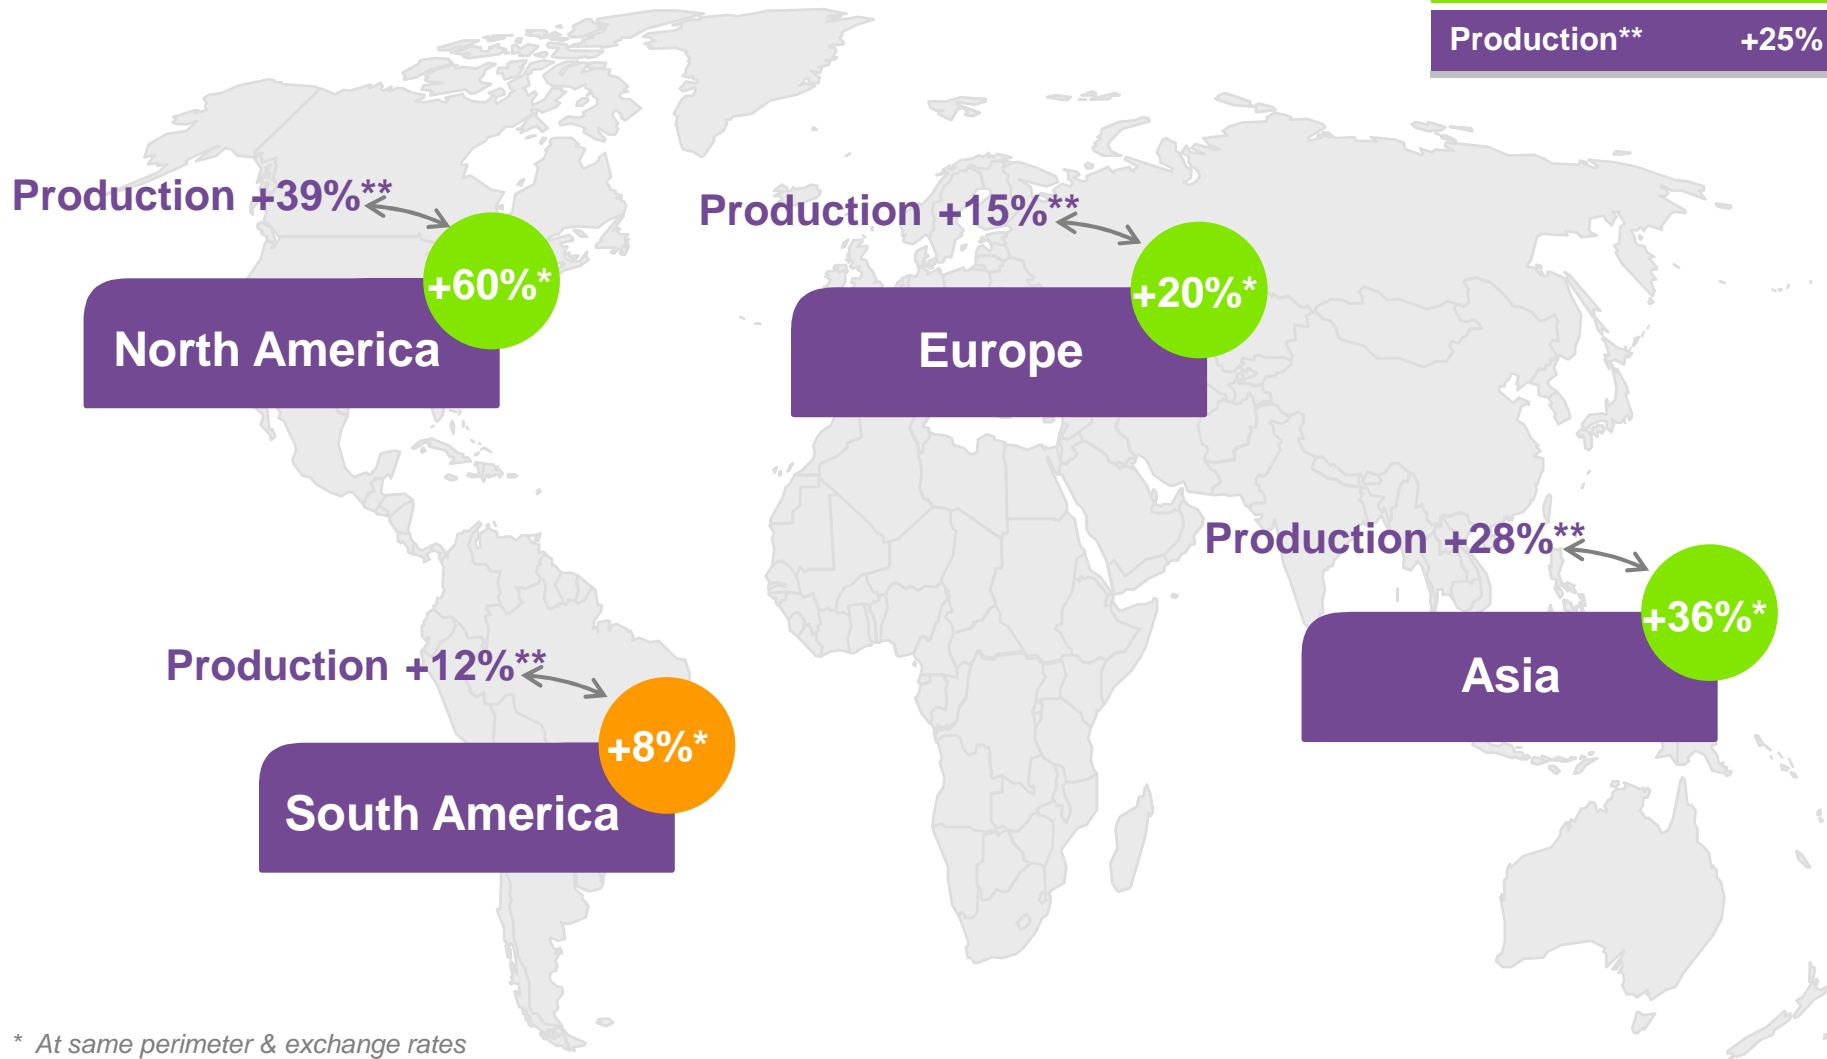 Production** +25%
Production +39%**
+60%*
North America
Production +15%**
+20%*
Europe
Production +28%**
+36%*
Asia
Production +12%**
+8%*
South America
* At same perimeter & exchange rates